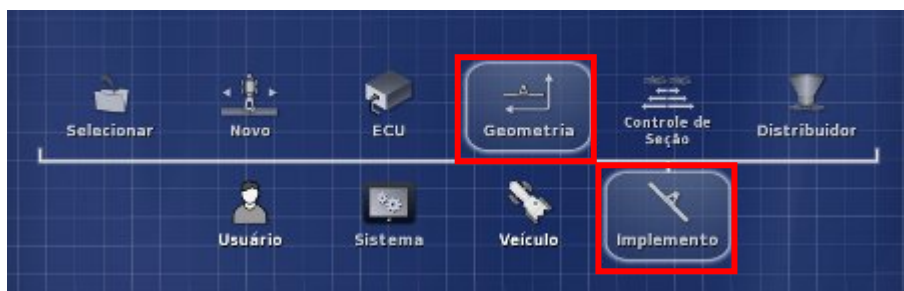 Selecionar
Novo
ECU
Geometria
Controle de
Seção
Distribuidor
Usuário
Sistema
Veículo
Implemento